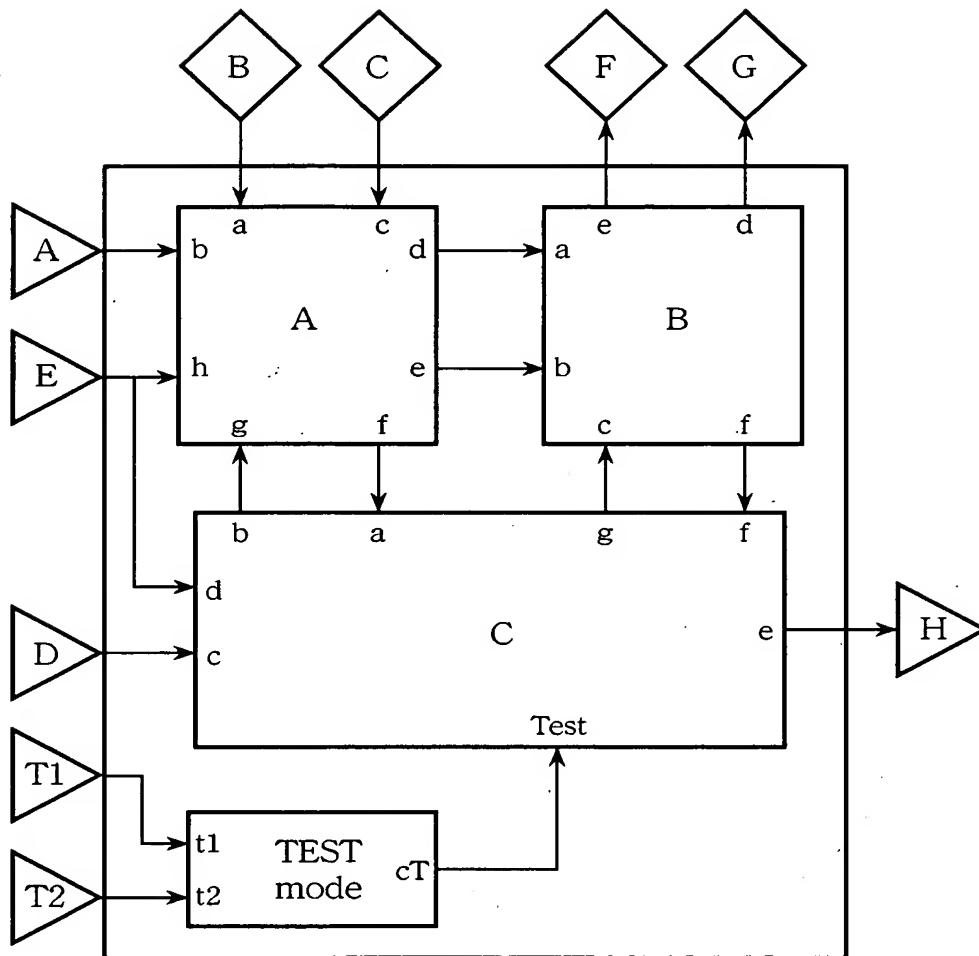 B C F G
a c e d
A b d a
A B
E h e b
g f c f
b a g f
d
C e H
D c
Test
T1
t1 TEST
cT
mode
T2 t2